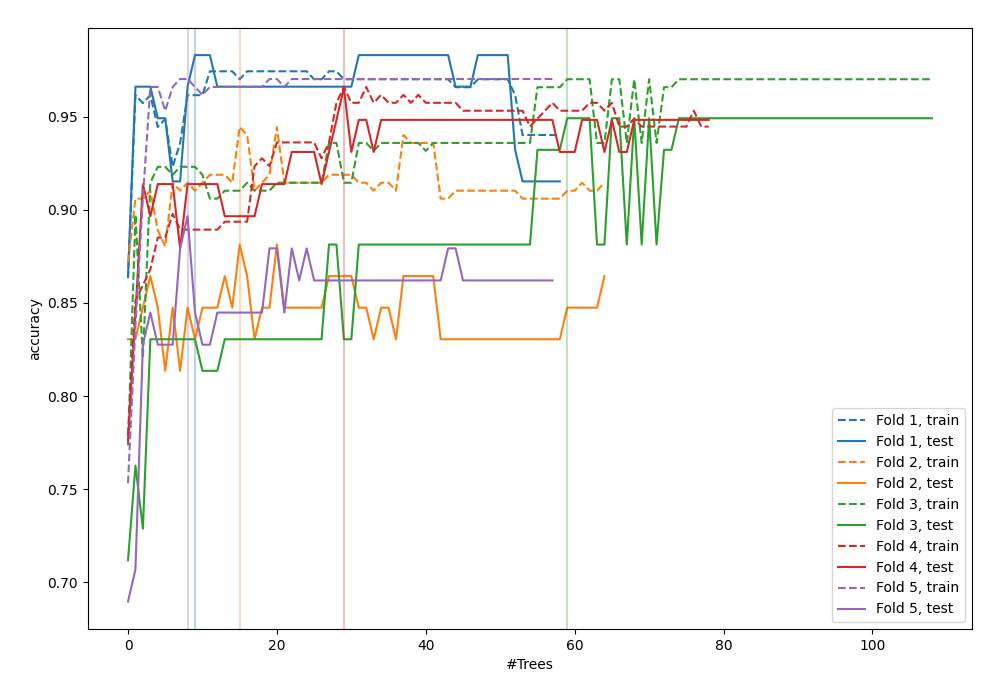 accuracy
0.95
0.90
0.85
0.80
0.75
0.70
0
20
40
60
80
100
#Trees
Fold 1, train
Fold 1, test
Fold 2, train
Fold 2, test
Fold 3, train
Fold 3, test
Fold 4, train
Fold 4, test
Fold 5, train
Fold 5, test